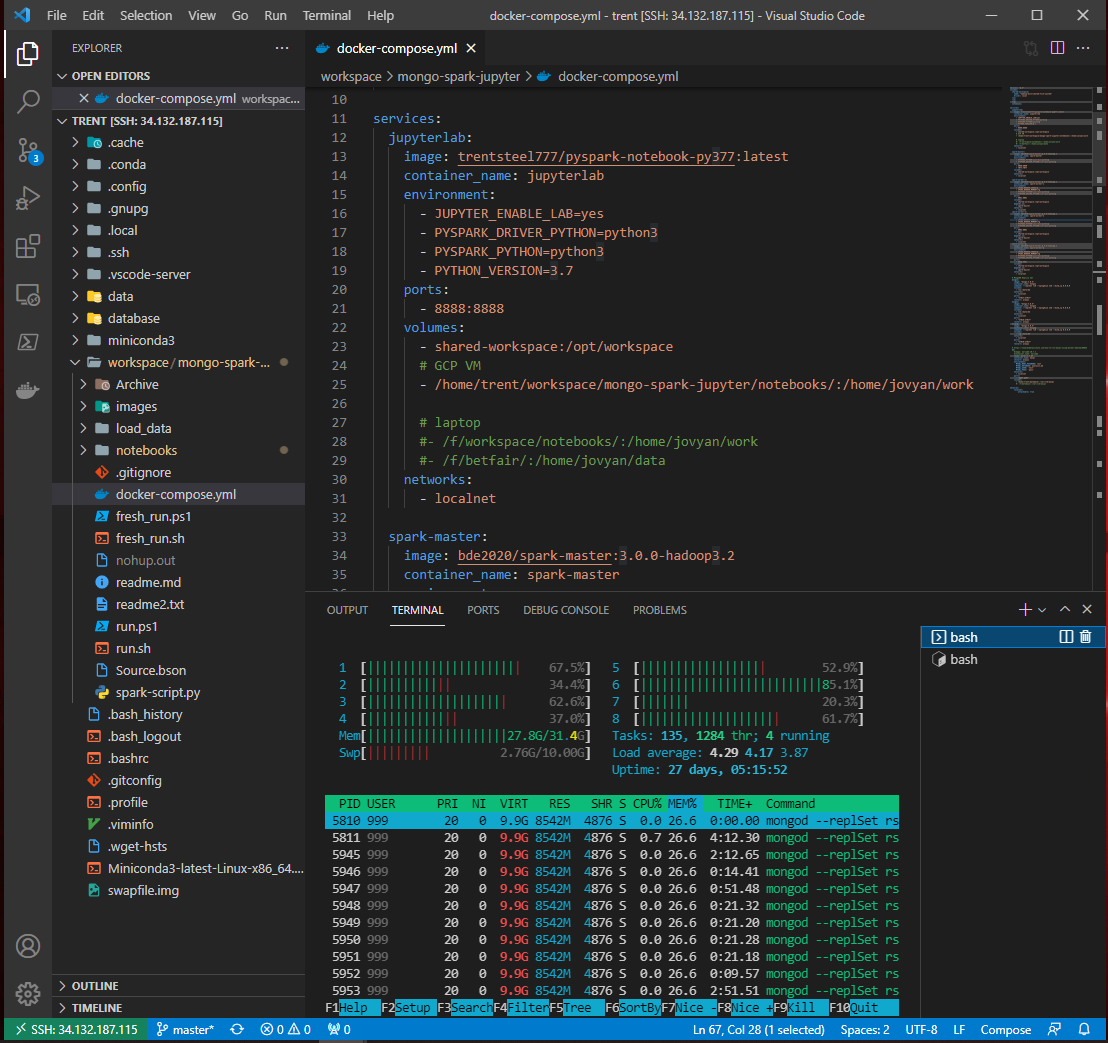 File Edit Selection View Go Run Terminal Help docker-compose.yml - trent [SSH: 34.132.187.115] - Visual Studio Code
EXPLORER
OPEN EDITORS
docker-compose.yml workspac...
TRENT [SSH: 34.132.187.115]
.cache
.conda
.config
.gnupg
.local
.ssh
.vscode-server
data
database
miniconda3
workspace/mongo-spark-...
Archive
images
load_data
notebooks
.gitignore
docker-compose.yml
fresh_run.ps1
fresh_run.sh
nohup.out
readme.md
readme2.txt
run.ps1
run.sh
Source.bson
spark-script.py
.bash_history
.bash_logout
.bashrc
.gitconfig
.profile
.viminfo
.wget-hsts
Miniconda3-latest-Linux-x86_64....
swapfile.img
OUTLINE
TIMELINE
3
docker-compose.yml
workspace > mongo-spark-jupyter > docker-compose.yml
10
11 services:
12 jupyterlab:
13 image: trentsteel777/pyspark-notebook-py377:latest
14 container_name: jupyterlab
15 environment:
16 - JUPYTER_ENABLE_LAB=yes
17 - PYSPARK_DRIVER_PYTHON=python3
18 - PYSPARK_PYTHON=python3
19 - PYTHON_VERSION=3.7
20 ports:
21 - 8888:8888
22 volumes:
23 - shared-workspace:/opt/workspace
24 # GCP VM
25 - /home/trent/workspace/mongo-spark-jupyter/notebooks/:/home/jovyan/work
26
27 # laptop
28 #- /f/workspace/notebooks/:/home/jovyan/work
29 #- /f/betfair/:/home/jovyan/data
30 networks:
31 - localnet
32
33 spark-master:
34 image: bde2020/spark-master:3.0.0-hadoop3.2
35 container_name: spark-master
OUTPUT TERMINAL PORTS DEBUG CONSOLE PROBLEMS
bash
bash
1 [||||||||||||||||||||||| 67.5%] 5 [||||||||||||||||||| 52.9%]
2 [||||||||||||| 34.4%] 6 [||||||||||||||||||||||||||||85.1%]
3 [|||||||||||||||||||||| 62.6%] 7 [|||||||| 20.3%]
4 [|||||||||||||| 37.0%] 8 [|||||||||||||||||||||| 61.7%]
Mem[||||||||||||||||||||||27.8G/31.4G] Tasks: 135, 1284 thr; 4 running
Swp[|||||||||| 2.76G/10.00G] Load average: 4.29 4.17 3.87
Uptime: 27 days, 05:15:52
PID USER PRI NI VIRT RES SHR S CPU% MEM% TIME+ Command
5810 999 20 0 9.9G 8542M 4876 S 0.0 26.6 0:00.00 mongod --replSet rs
5811 999 20 0 9.9G 8542M 4876 S 0.7 26.6 4:12.30 mongod --replSet rs
5945 999 20 0 9.9G 8542M 4876 S 0.0 26.6 2:12.65 mongod --replSet rs
5946 999 20 0 9.9G 8542M 4876 S 0.0 26.6 0:14.41 mongod --replSet rs
5947 999 20 0 9.9G 8542M 4876 S 0.0 26.6 0:51.48 mongod --replSet rs
5948 999 20 0 9.9G 8542M 4876 S 0.0 26.6 0:21.32 mongod --replSet rs
5949 999 20 0 9.9G 8542M 4876 S 0.0 26.6 0:21.20 mongod --replSet rs
5950 999 20 0 9.9G 8542M 4876 S 0.0 26.6 0:21.28 mongod --replSet rs
5951 999 20 0 9.9G 8542M 4876 S 0.0 26.6 0:21.18 mongod --replSet rs
5952 999 20 0 9.9G 8542M 4876 S 0.0 26.6 0:09.57 mongod --replSet rs
5953 999 20 0 9.9G 8542M 4876 S 0.0 26.6 2:51.51 mongod --replSet rs
F1Help F2Setup F3SearchF4FilterF5Tree F6SortByF7Nice -F8Nice +F9Kill F10Quit
SSH: 34.132.187.115 master* 0 0 0 Ln 67, Col 28 (1 selected) Spaces: 2 UTF-8 LF Compose